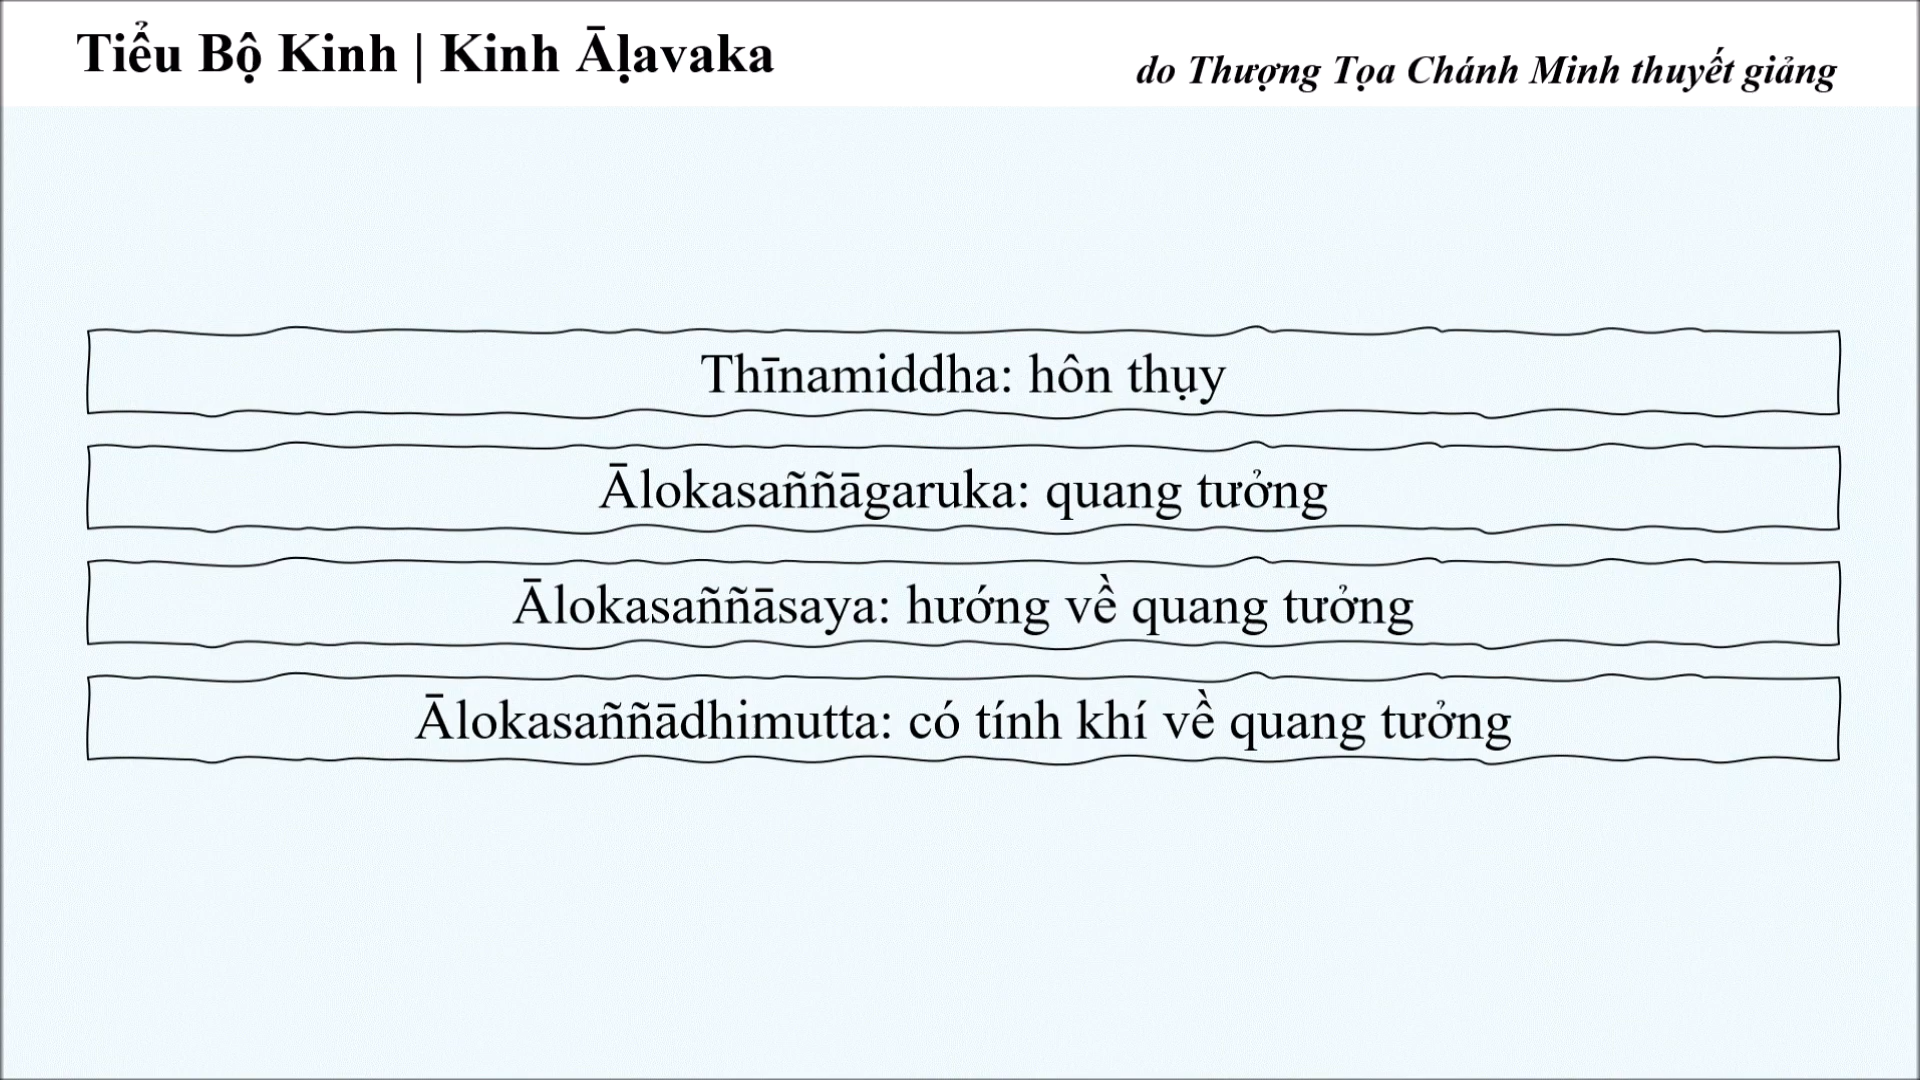 Tiểu Bộ Kinh | Kinh Āḷavaka
do Thượng Tọa Chánh Minh thuyết giảng
Thīnamiddha: hôn thụy
Ālokasaññāgaruka: quang tưởng
Ālokasaññāsaya: hướng về quang tưởng
Ālokasaññādhimutta: có tính khí về quang tưởng